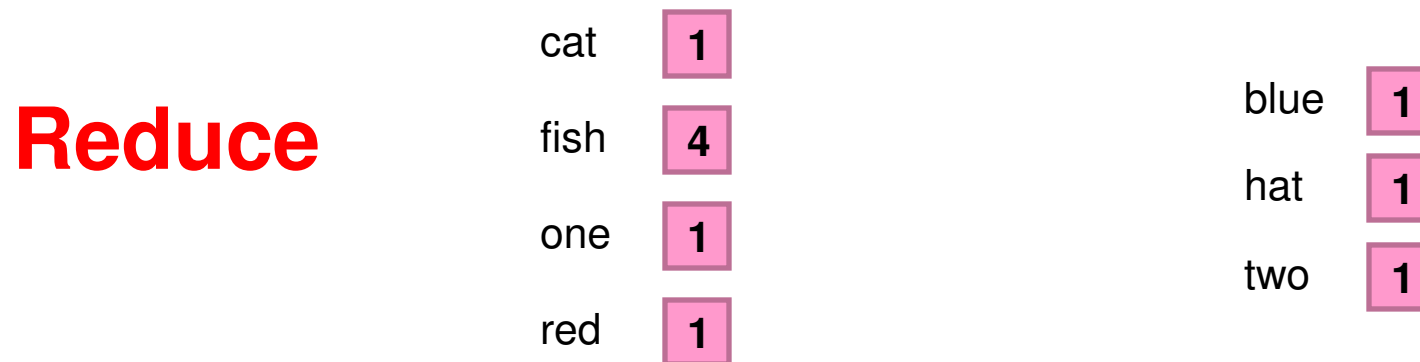 Reduce
cat 1
fish 4
one 1
red 1
blue 1
hat 1
two 1